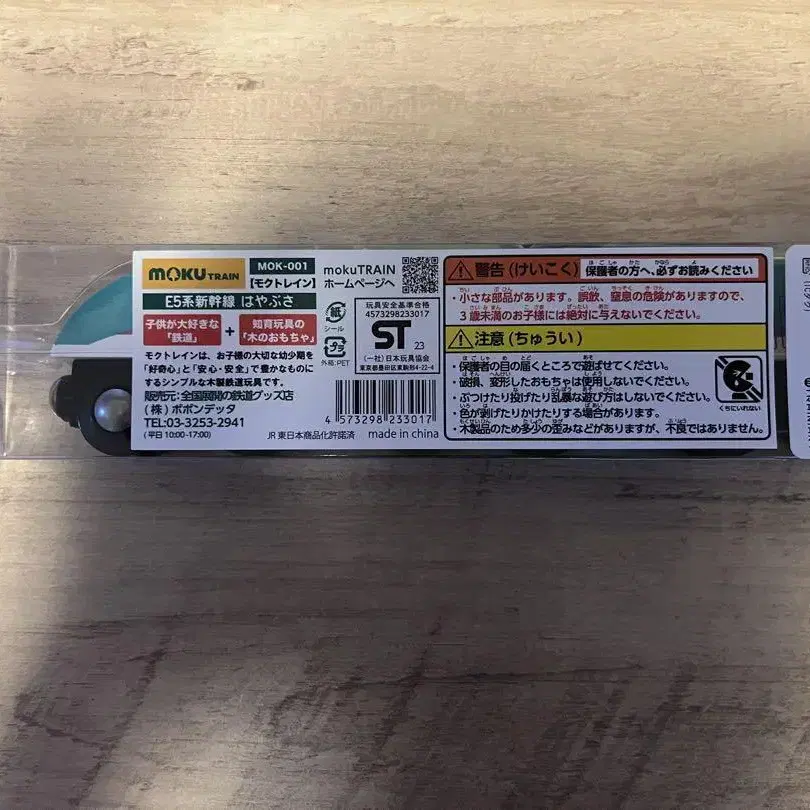 MOKU TRAIN
MOK-001
【モクトレイン】
E5系新幹線 はやぶさ
子供が大好きな
「鉄道」
+
知育玩具の
「木のおもちゃ」
モクトレインは、お子様の大切な幼少期を
「好奇心」と「安心・安全」で豊かなものに
するシンプルな木製鉄道玩具です。
販売元:全国展開の鉄道グッズ店
(株)ポポンデッタ
TEL:03-3253-2941
(平日10:00-17:00)
mokuTRAIN
ホームページへ
紙
シール
外箱:PET
玩具安全基準合格
4573298233017
ST 23
(一社)日本玩具協会
東京都墨田区東駒形4-22-4
4 573298 233017
JR東日本商品化許諾済
made in china
警告(けいこく)
保護者の方へ、必ずお読みください
・小さな部品があります。誤飲、窒息の危険がありますので、
3歳未満のお子様には絶対に与えないでください。
注意(ちゅうい)
・保護者の目の届くところで遊ばせてください。
・破損、変形したおもちゃは使用しないでください。
・ぶつけたり投げたり乱暴な遊び方はしないでください。
・色が剥げたりかけたりする場合があります。
・木製品のため多少の歪みなどがありますが、不良ではありません。
くちにいれない